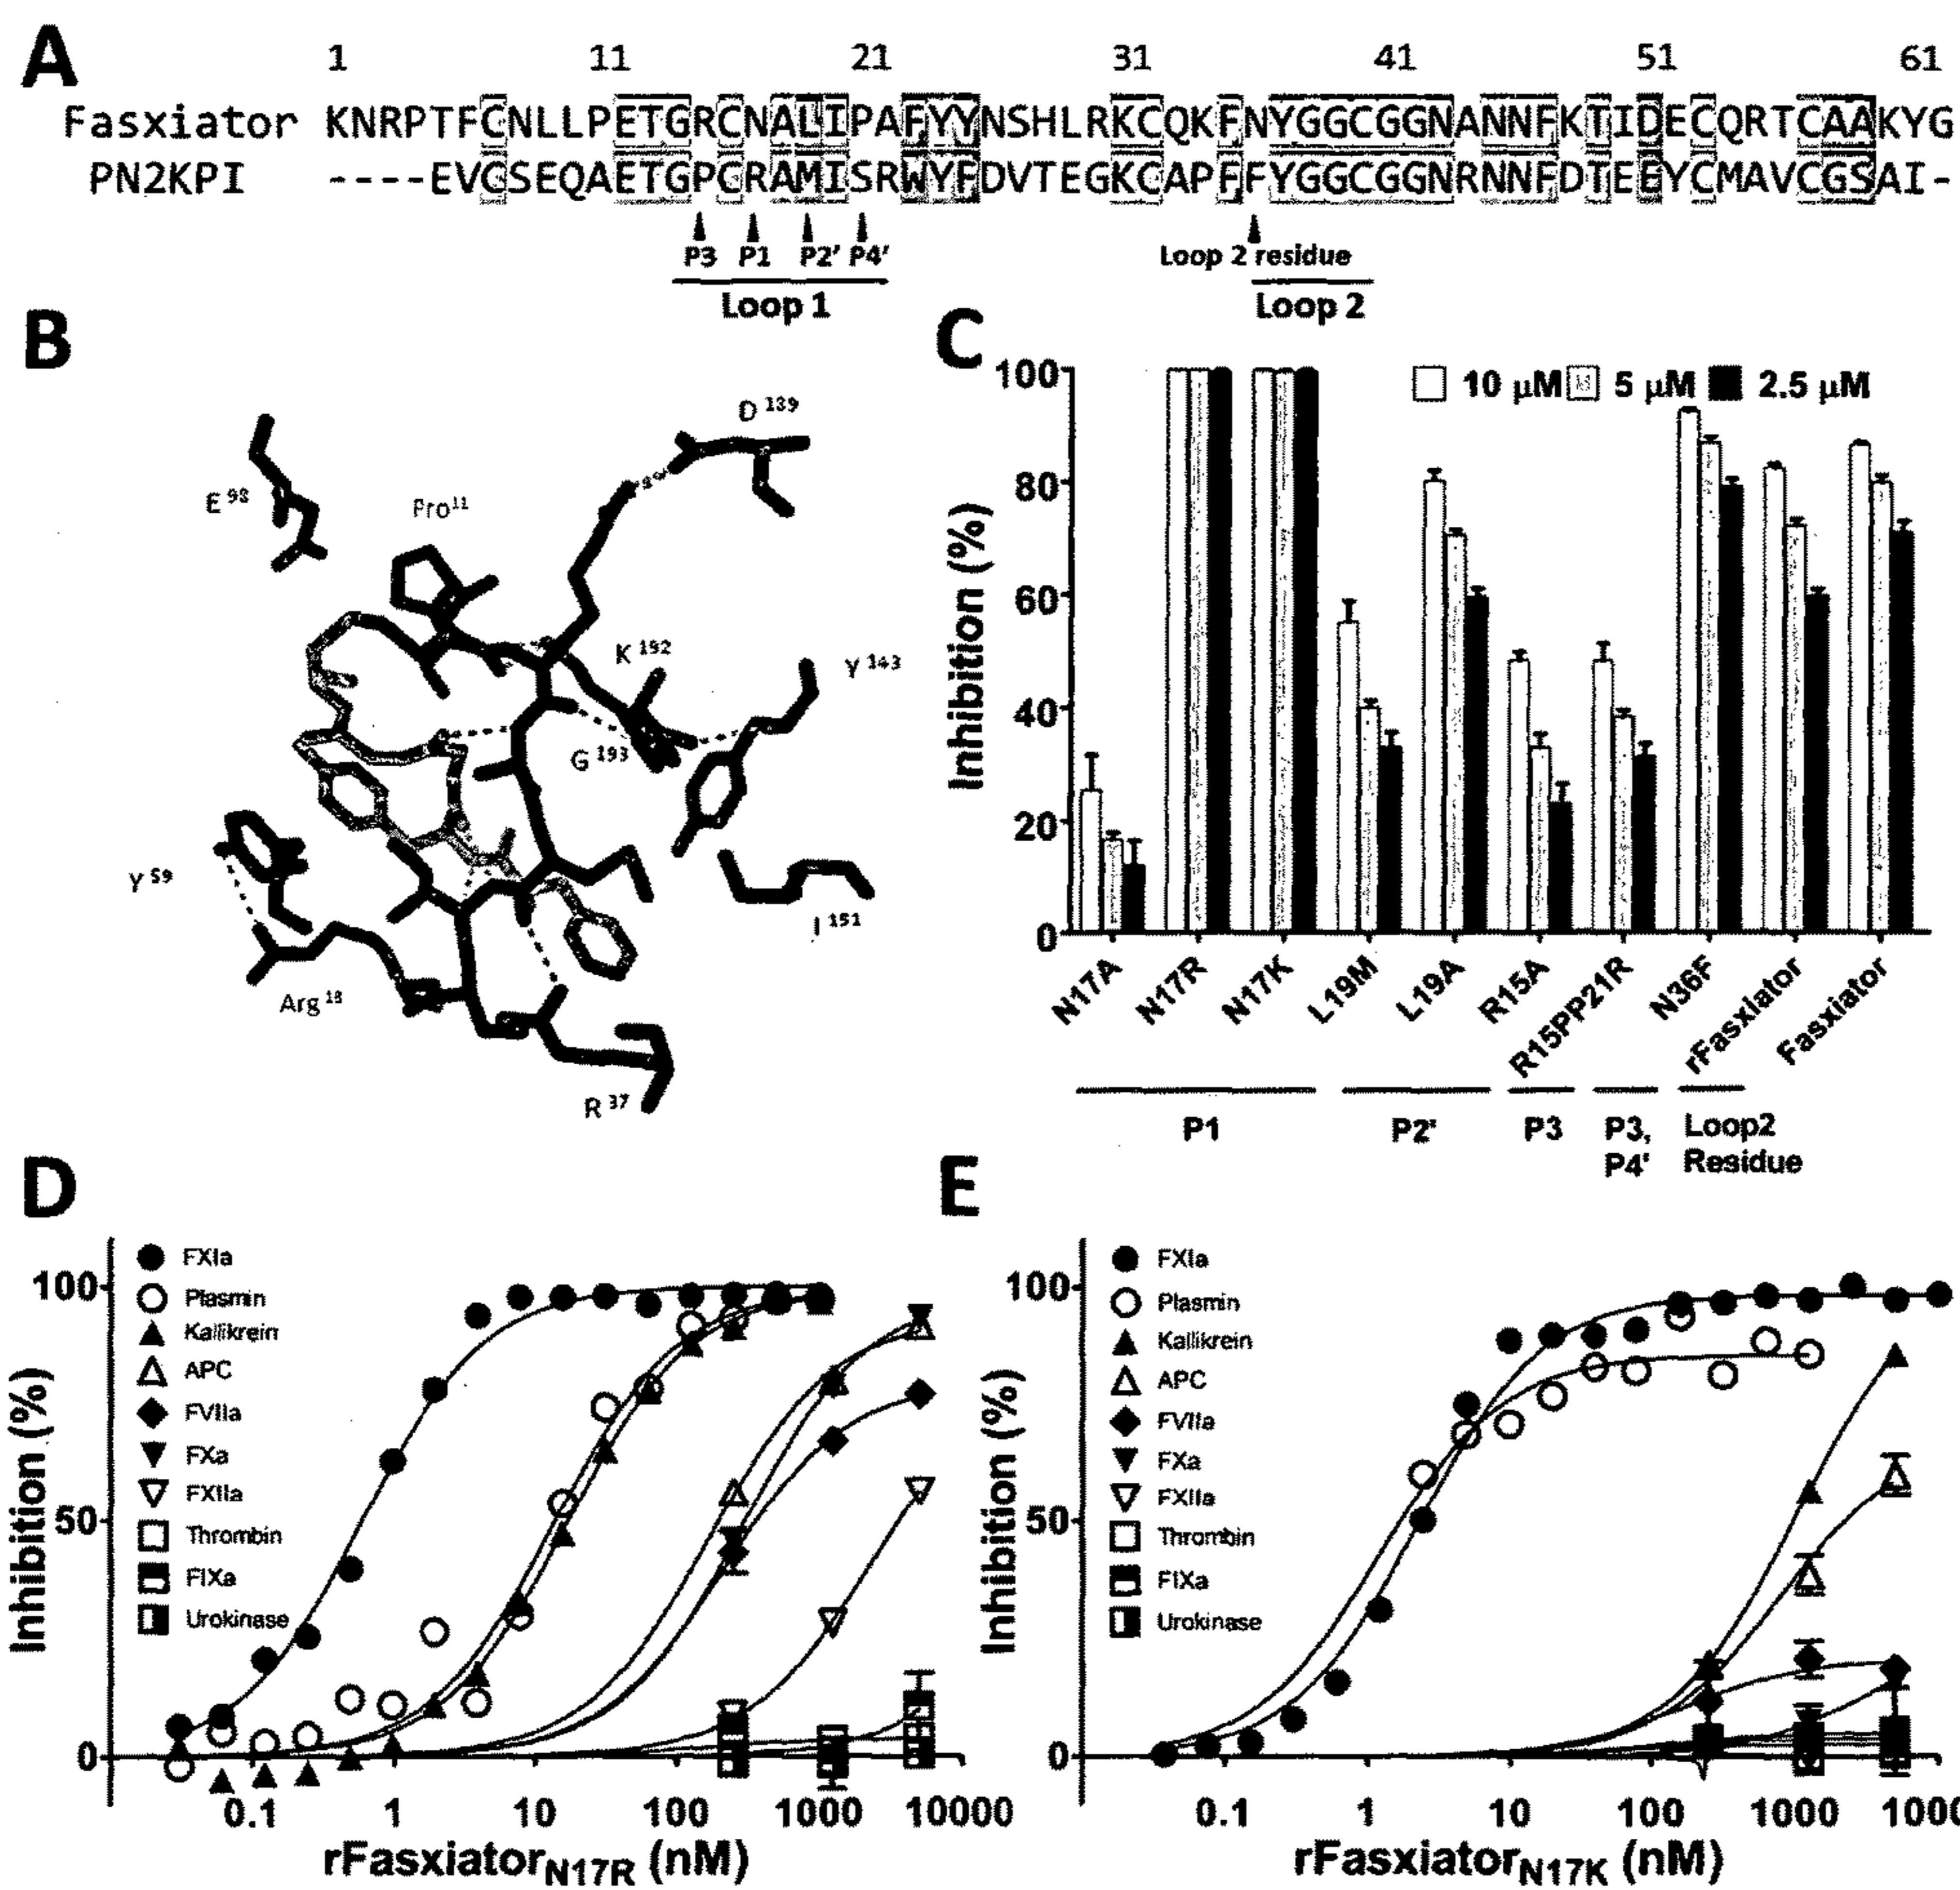 A
1 11 21 31 41 51 61
Fasxiator KNRPTFCNLLPETGRCNALIPAFYYNSHLRKCQKFNYGGCGGNANNFKTIDECQRTCAAKYG
PN2KPI ----EVCSEQAETGPCRAMISRWYFDVTEGKCAPFFYGGCGGNRNNFDTEEYCMAVCGSAI-
P3 P1 P2' P4' Loop 2 residue
Loop 1 Loop 2
B
D 189
E 98
Pro11
K 192
Y 143
G 193
Y 59
I 151
Arg 18
R 37
C
10 μM 5 μM 2.5 μM
Inhibition (%)
100
80
60
40
20
0
N17A N17R N17K L19M L19A R15A R15PP21R N36F rFasxiator Fasxiator
P1 P2' P3 P3, Loop2
P4' Residue
D
FXIa
Plasmin
Kallikrein
APC
FVIIa
FXa
FXIIa
Thrombin
FIXa
Urokinase
Inhibition (%)
100
50
0
0.1 1 10 100 1000 10000
rFasxiatorN17R (nM)
E
FXIa
Plasmin
Kallikrein
APC
FVIIa
FXa
FXIIa
Thrombin
FIXa
Urokinase
Inhibition (%)
100
50
0
0.1 1 10 100 1000 1000
rFasxiatorN17K (nM)